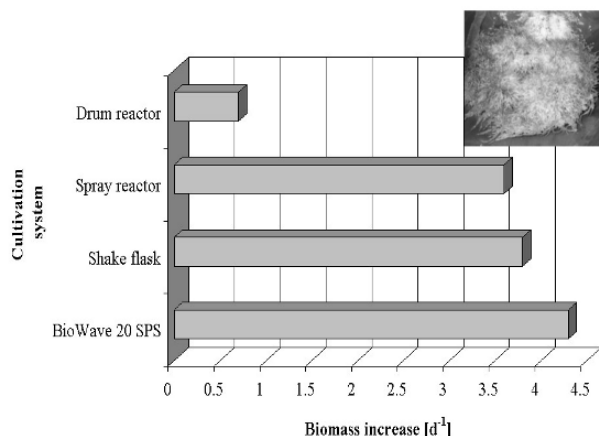 Drum reactor
Spray reactor
Shake flask
BioWave 20 SPS
Cultivation
system
0 0.5 1 1.5 2 2.5 3 3.5 4 4.5
Biomass increase [d⁻¹]